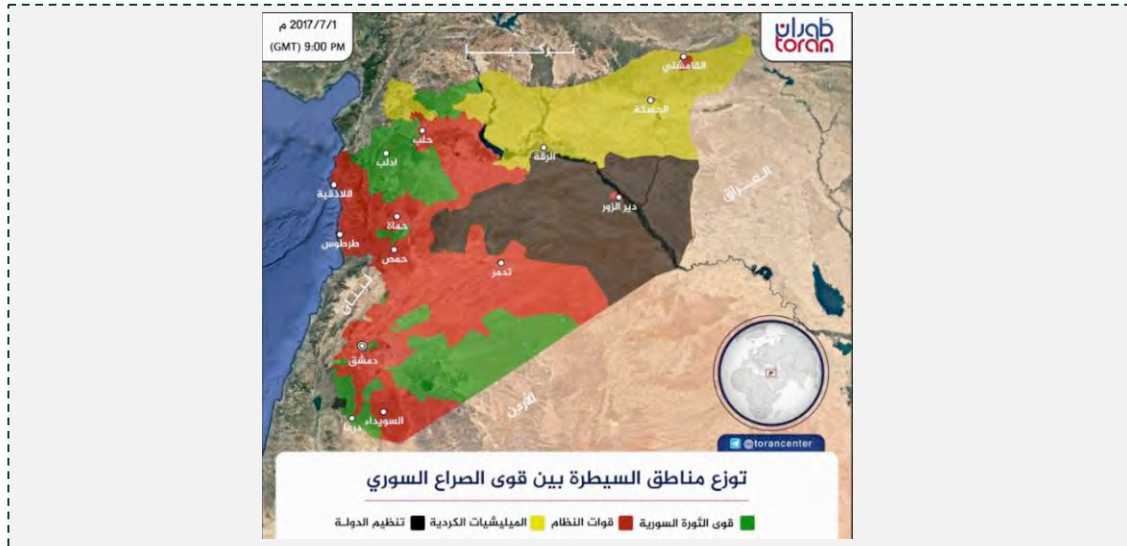 2017/7/1 م
(GMT) 9:00 PM
طوران
toran
تركيا
القامشلي
الحسكة
حلب
الرقة
ادلب
اللاذقية
دير الزور
العراق
حماة
طرطوس
حمص
تدمر
لبنان
دمشق
السويداء
درعا
الأردن
@torancenter
توزع مناطق السيطرة بين قوى الصراع السوري
قوى الثورة السورية قوات النظام الميليشيات الكردية تنظيم الدولة